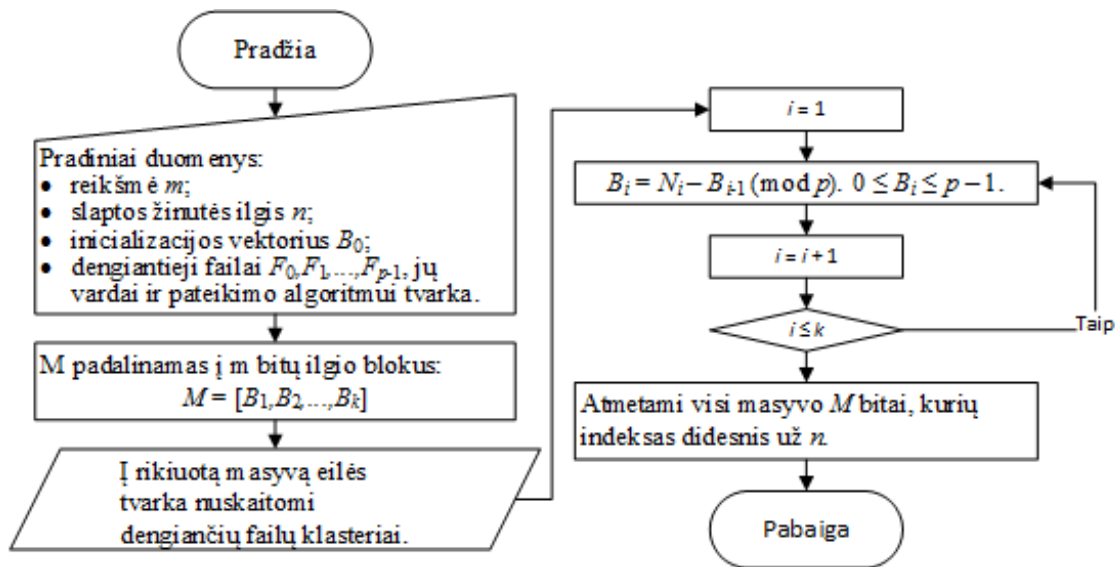 Pradžia
Pradiniai duomenys:
• reikšmė m;
• slaptos žinutės ilgis n;
• inicializacijos vektorius B₀;
• dengiantieji failai F₀,F₁,...,Fₚ₋₁, jų
vardai ir pateikimo algoritmui tvarka.
M padalinamas į m bitų ilgio blokus:
M = [B₁,B₂,...,Bₖ]
Į rikiuotą masyvą eilės
tvarka nuskaitomi
dengiančių failų klasteriai.
i = 1
Bᵢ = Nᵢ – Bᵢ₋₁ (mod p). 0 ≤ Bᵢ ≤ p – 1.
i = i + 1
i ≤ k
Taip
Atmetami visi masyvo M bitai, kurių
indeksas didesnis už n.
Pabaiga